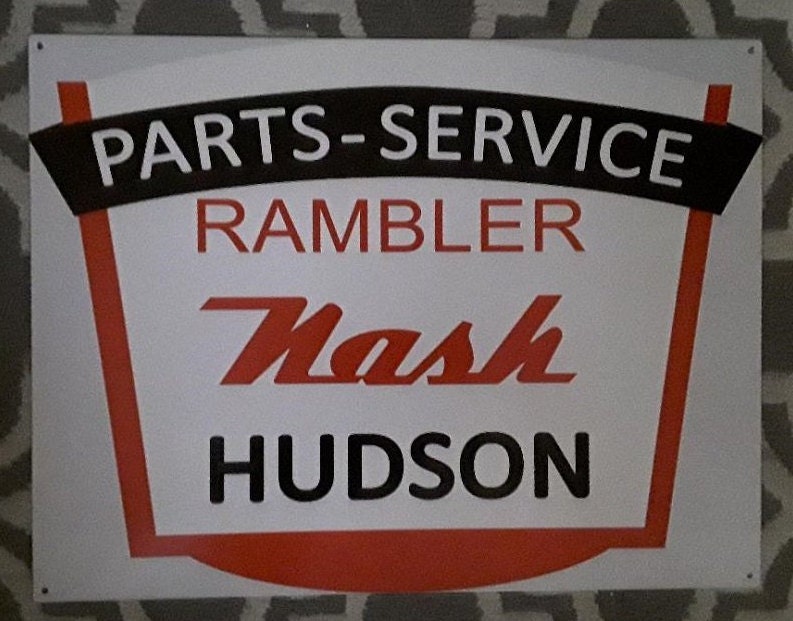 PARTS-SERVICE
RAMBLER
Nash
HUDSON